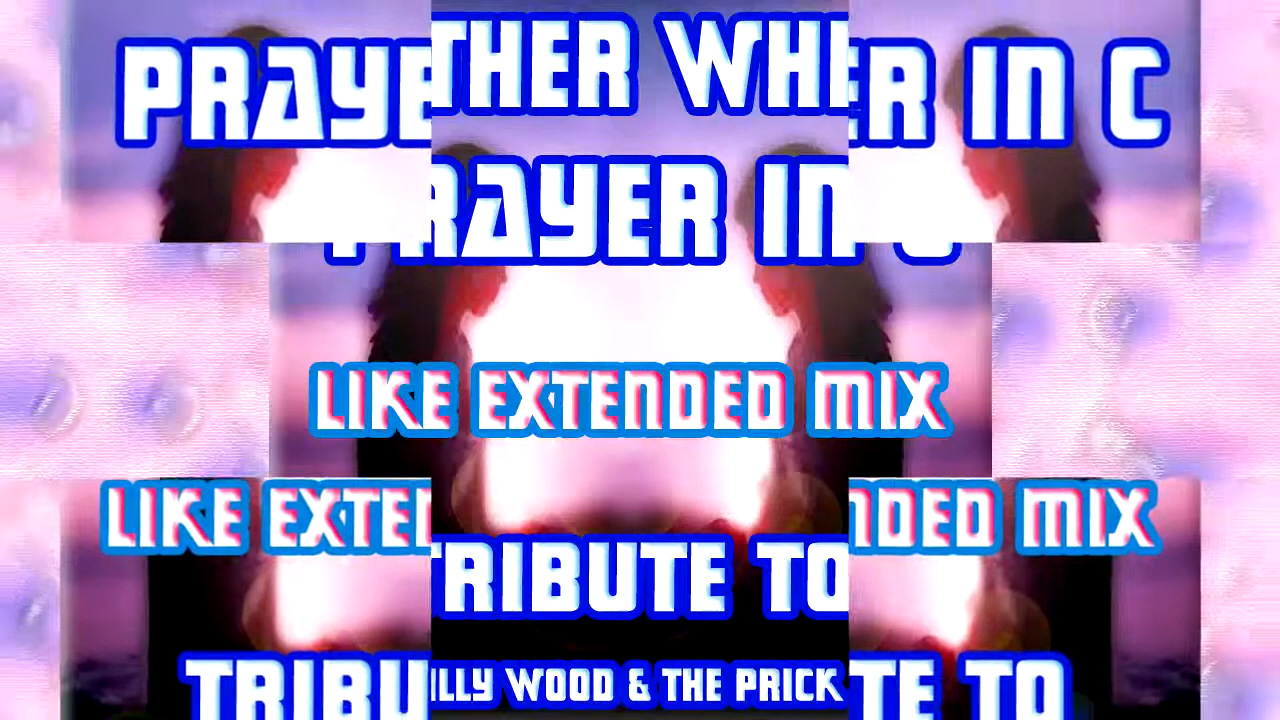 THER WHE
PRAYE
ER IN C
RAYER IN
LIKE EXTENDED MIX
LIKE EXTE
NDED MIX
TRIBUTE TO
TRIBU
TE TO
ILLY WOOD & THE PRICK